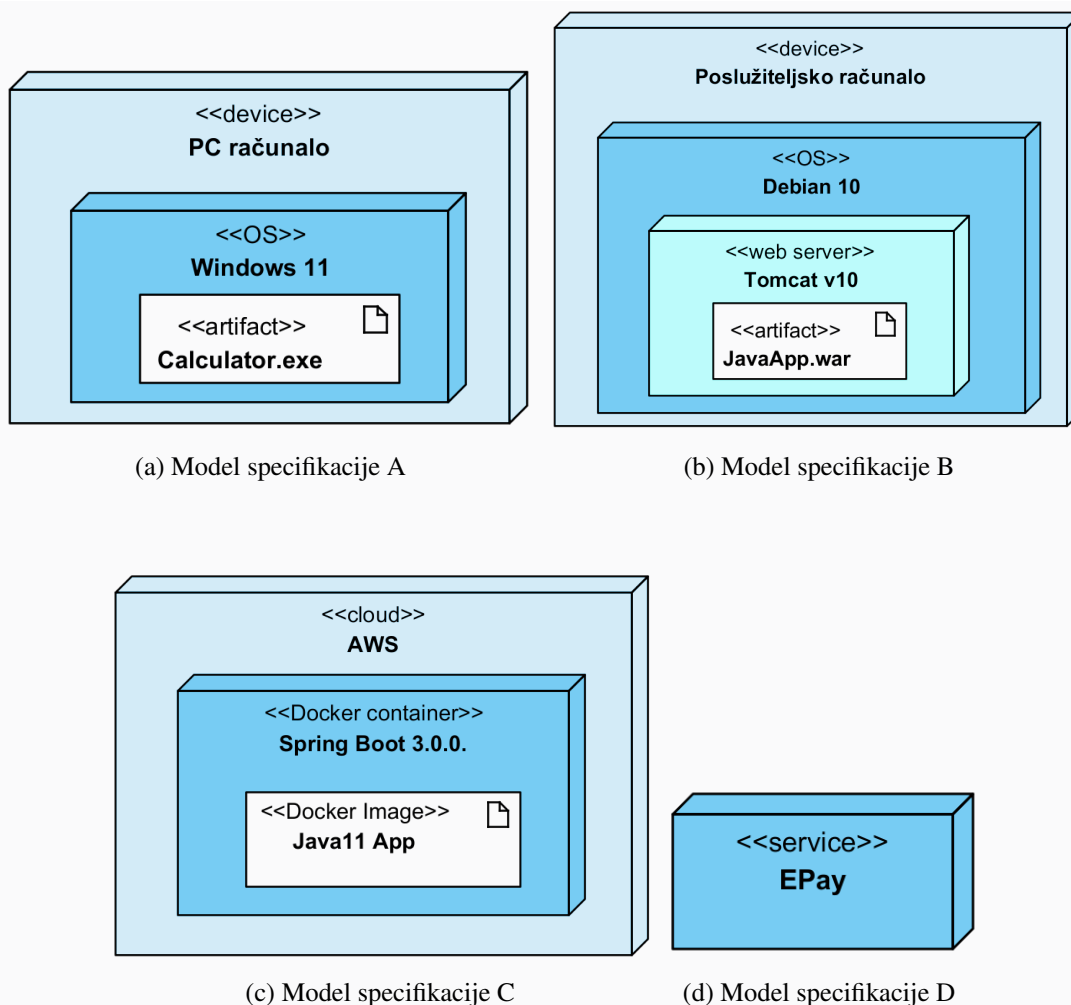 <<device>>
PC računalo
<<OS>>
Windows 11
<<artifact>>
Calculator.exe
(a) Model specifikacije A
<<device>>
Poslužiteljsko računalo
<<OS>>
Debian 10
<<web server>>
Tomcat v10
<<artifact>>
JavaApp.war
(b) Model specifikacije B
<<cloud>>
AWS
<<Docker container>>
Spring Boot 3.0.0.
<<Docker Image>>
Java11 App
(c) Model specifikacije C
<<service>>
EPay
(d) Model specifikacije D